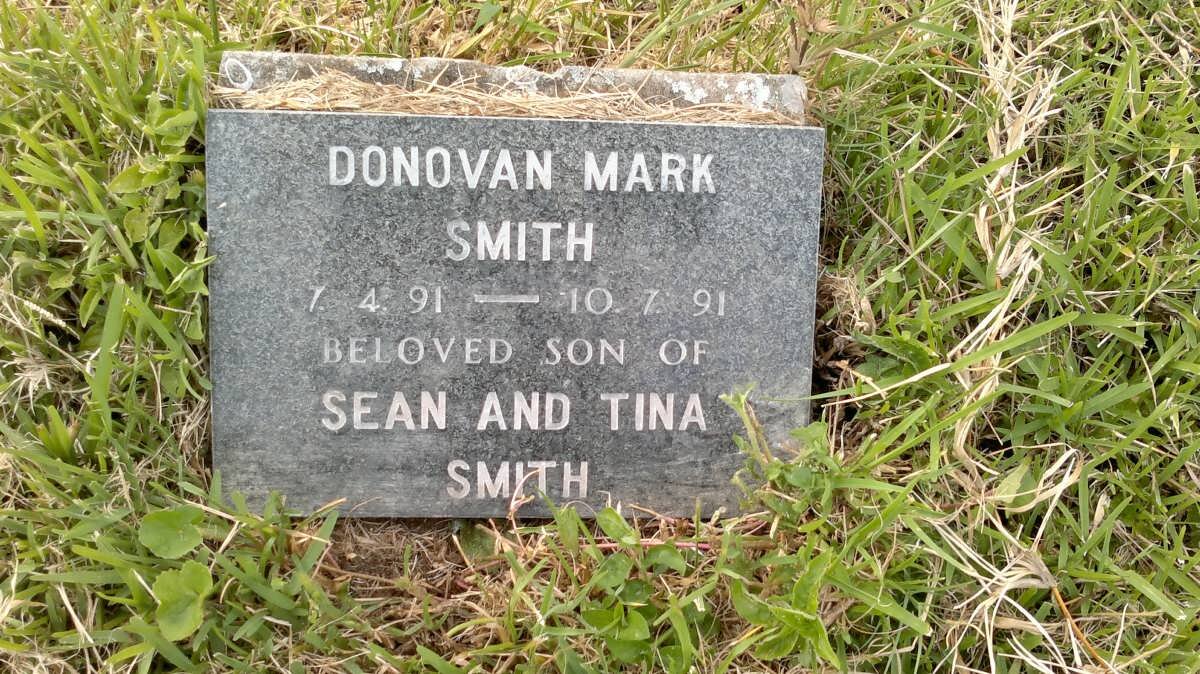 DONOVAN MARK
SMITH
7. 4. 91 — 10. 7. 91
BELOVED SON OF
SEAN AND TINA
SMITH